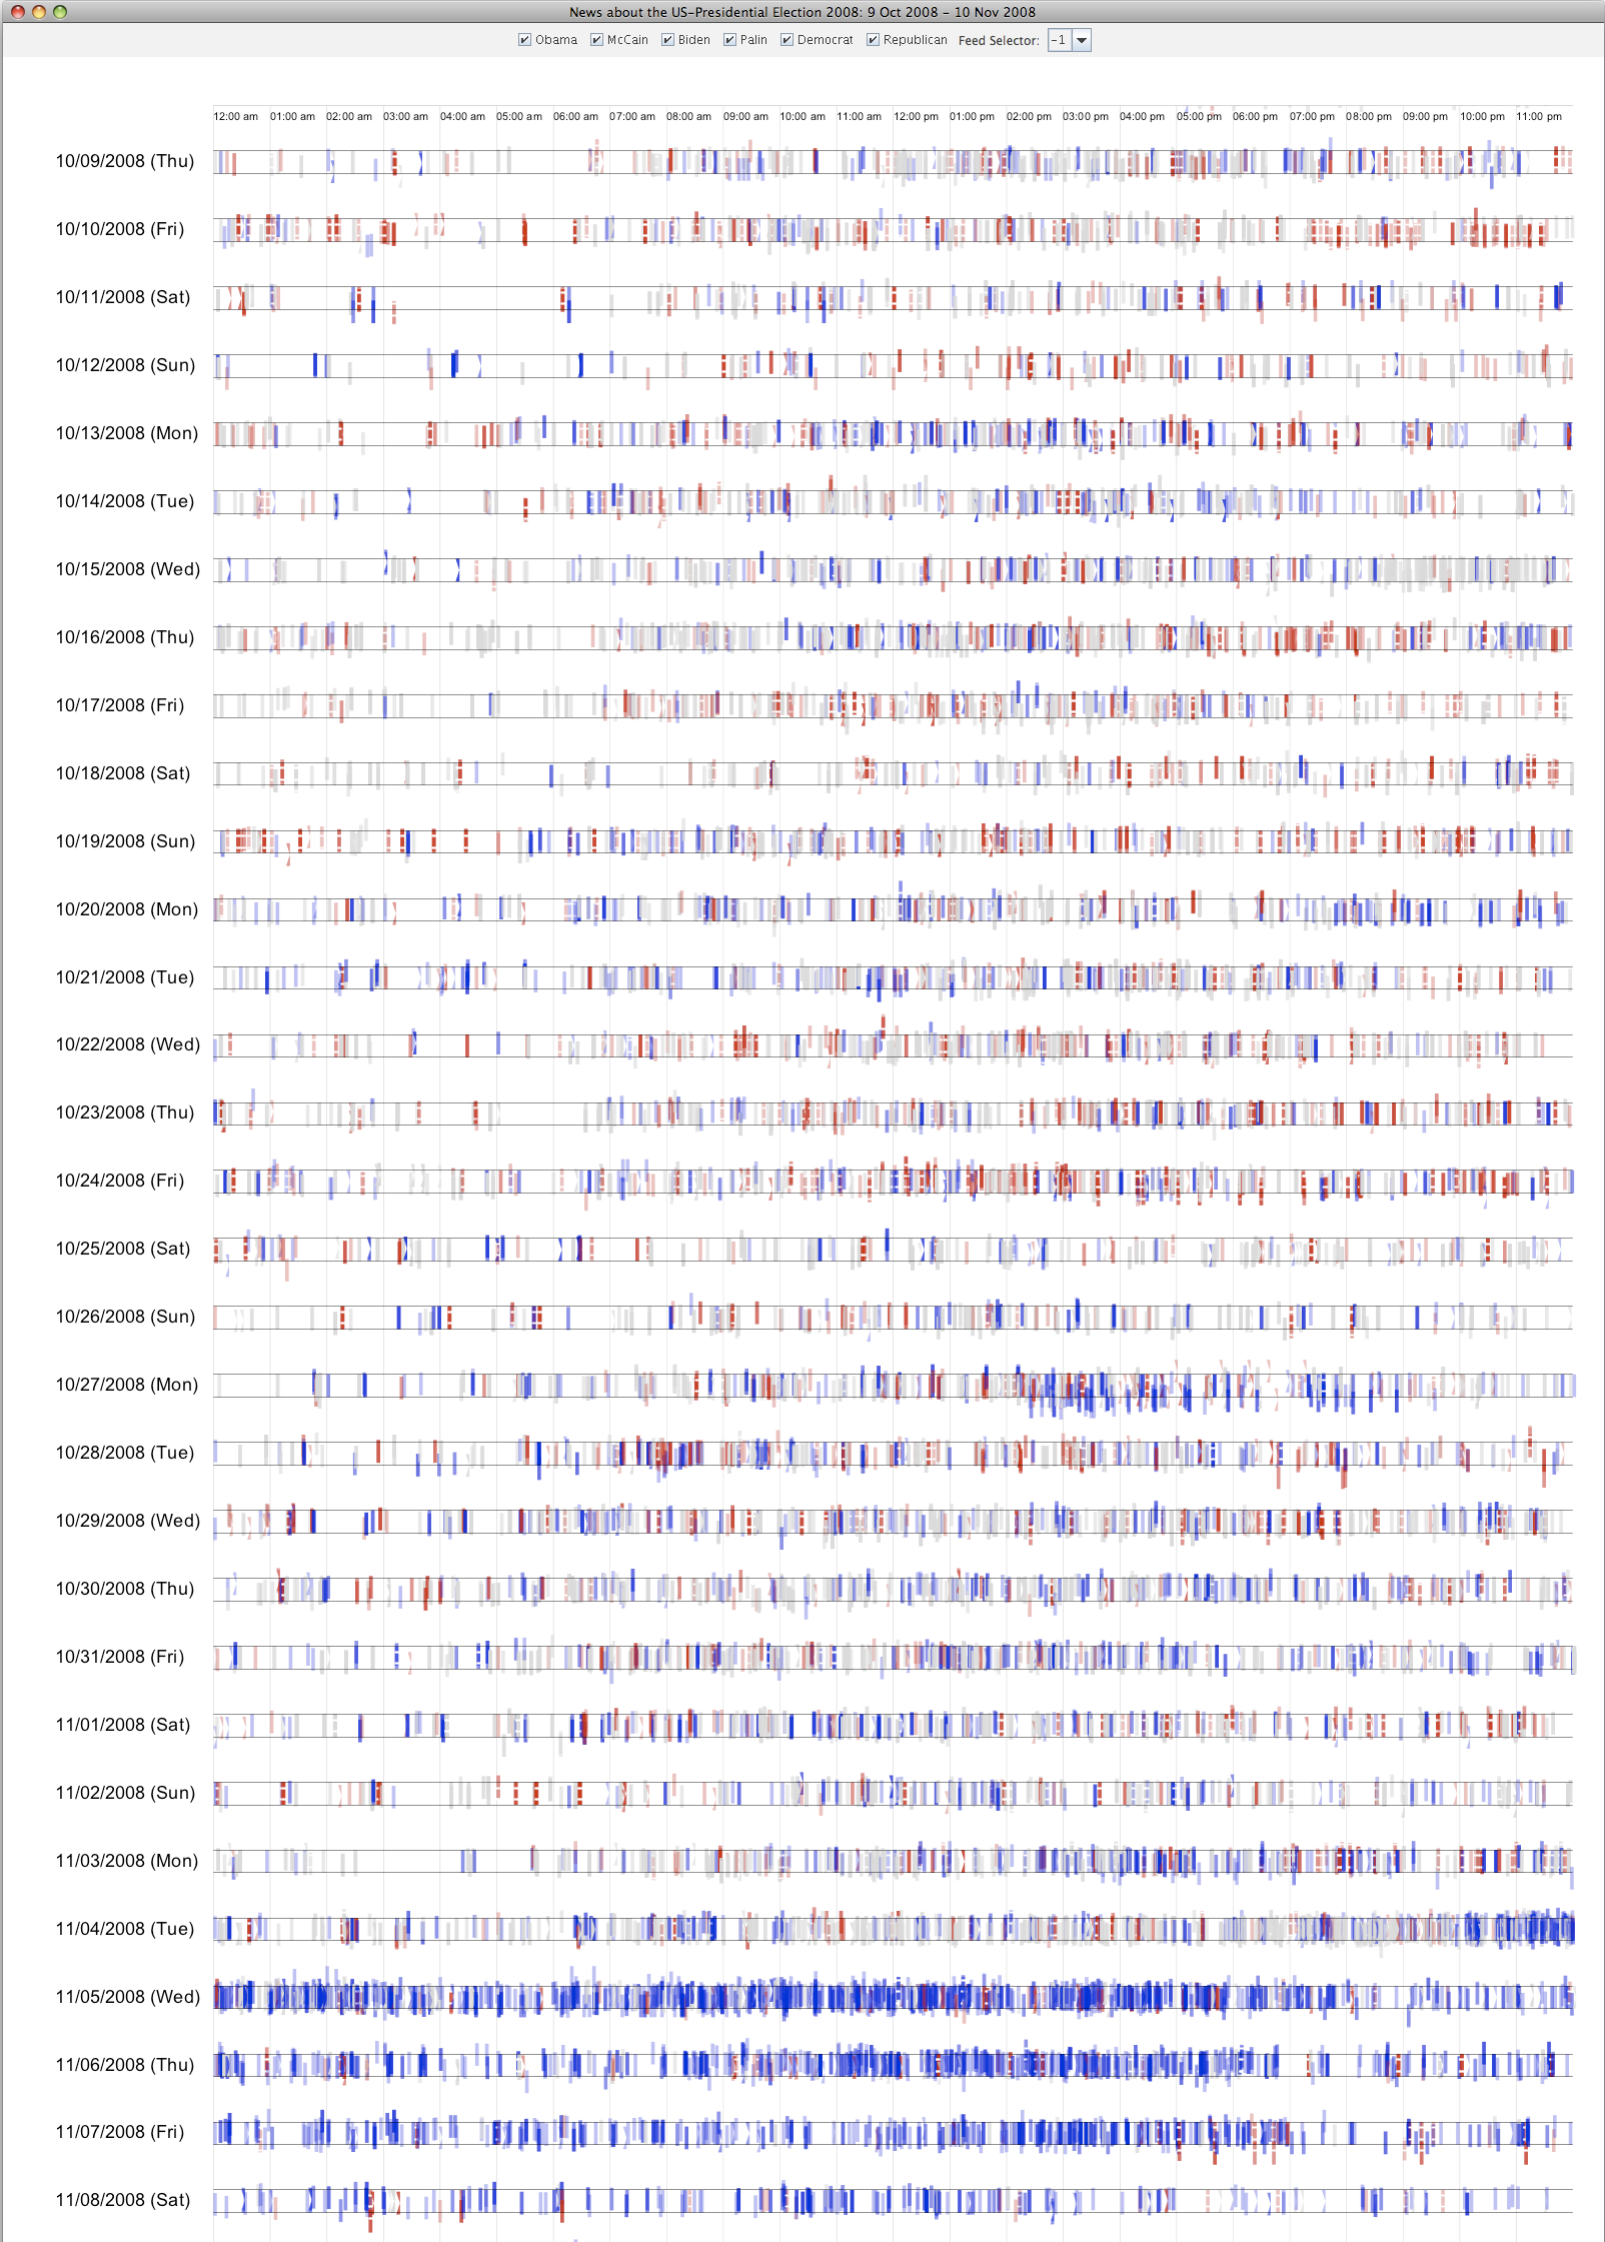 News about the US-Presidential Election 2008: 9 Oct 2008 - 10 Nov 2008
Obama McCain Biden Palin Democrat Republican Feed Selector: -1
12:00 am 01:00 am 02:00 am 03:00 am 04:00 am 05:00 am 06:00 am 07:00 am 08:00 am 09:00 am 10:00 am 11:00 am 12:00 pm 01:00 pm 02:00 pm 03:00 pm 04:00 pm 05:00 pm 06:00 pm 07:00 pm 08:00 pm 09:00 pm 10:00 pm 11:00 pm
10/09/2008 (Thu)
10/10/2008 (Fri)
10/11/2008 (Sat)
10/12/2008 (Sun)
10/13/2008 (Mon)
10/14/2008 (Tue)
10/15/2008 (Wed)
10/16/2008 (Thu)
10/17/2008 (Fri)
10/18/2008 (Sat)
10/19/2008 (Sun)
10/20/2008 (Mon)
10/21/2008 (Tue)
10/22/2008 (Wed)
10/23/2008 (Thu)
10/24/2008 (Fri)
10/25/2008 (Sat)
10/26/2008 (Sun)
10/27/2008 (Mon)
10/28/2008 (Tue)
10/29/2008 (Wed)
10/30/2008 (Thu)
10/31/2008 (Fri)
11/01/2008 (Sat)
11/02/2008 (Sun)
11/03/2008 (Mon)
11/04/2008 (Tue)
11/05/2008 (Wed)
11/06/2008 (Thu)
11/07/2008 (Fri)
11/08/2008 (Sat)